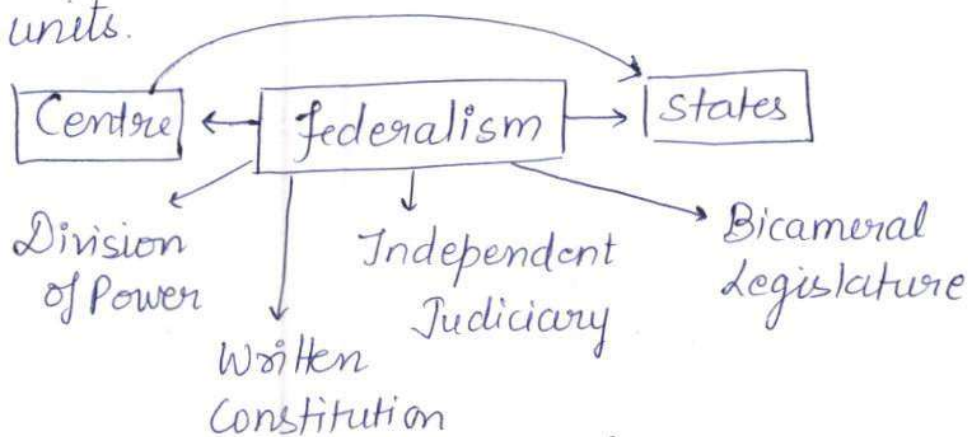 units.
Centre
federalism
states
Division
of Power
Written
Constitution
Independent
Judiciary
Bicameral
Legislature